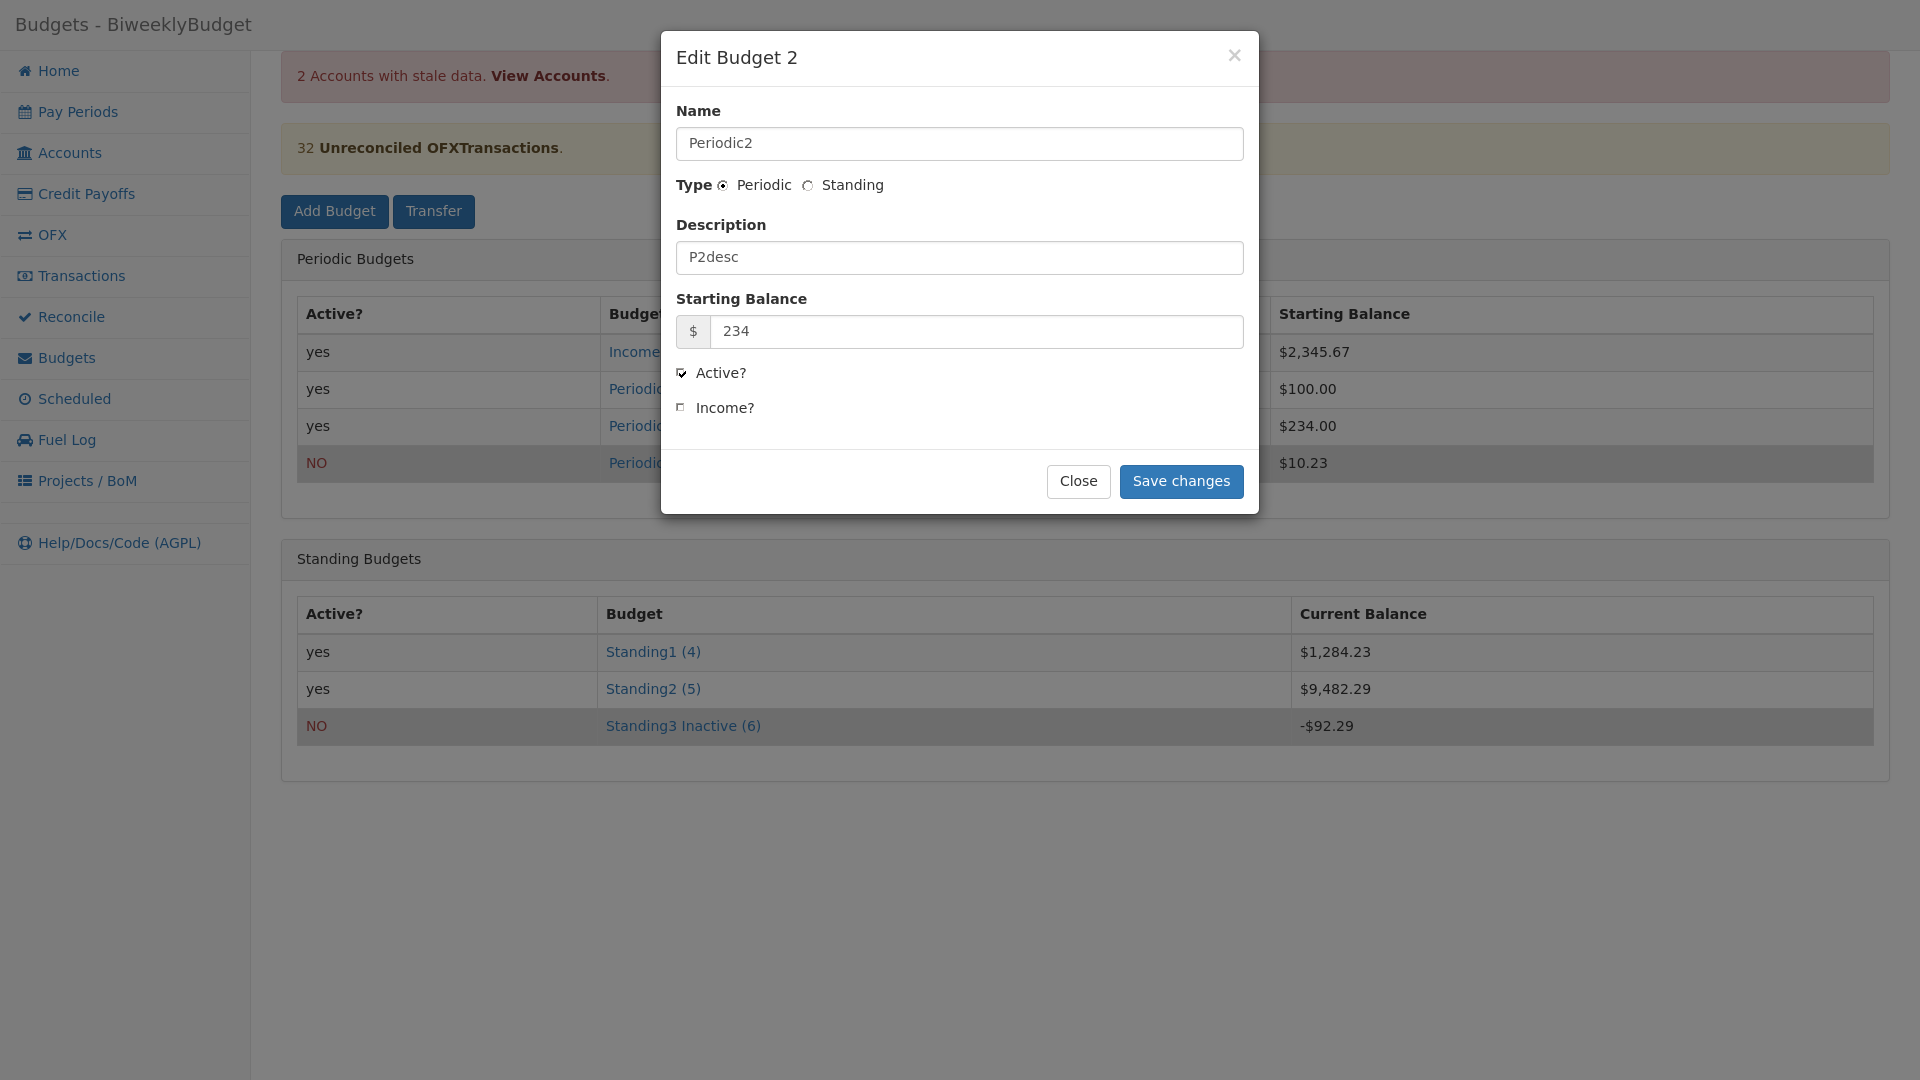 Budgets - BiweeklyBudget
Home
Pay Periods
Accounts
Credit Payoffs
OFX
Transactions
Reconcile
Budgets
Scheduled
Fuel Log
Projects / BoM
Help/Docs/Code (AGPL)
2 Accounts with stale data. View Accounts.
32 Unreconciled OFXTransactions.
Add Budget Transfer
Periodic Budgets
Active? Starting Balance
yes Income $2,345.67
yes $100.00
yes $234.00
NO $10.23
Edit Budget 2 ×
Name
Periodic2
Type Periodic Standing
Description
P2desc
Starting Balance
$ 234
Active?
Income?
Close Save changes
Standing Budgets
Active? Budget Current Balance
yes Standing1 (4) $1,284.23
yes Standing2 (5) $9,482.29
NO Standing3 Inactive (6) -$92.29